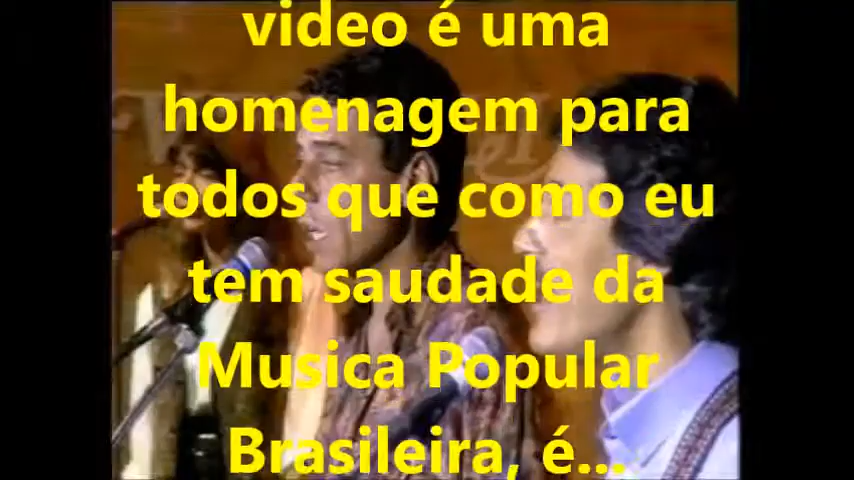 video é uma
homenagem para
todos que como eu
tem saudade da
Musica Popular
Brasileira, é...